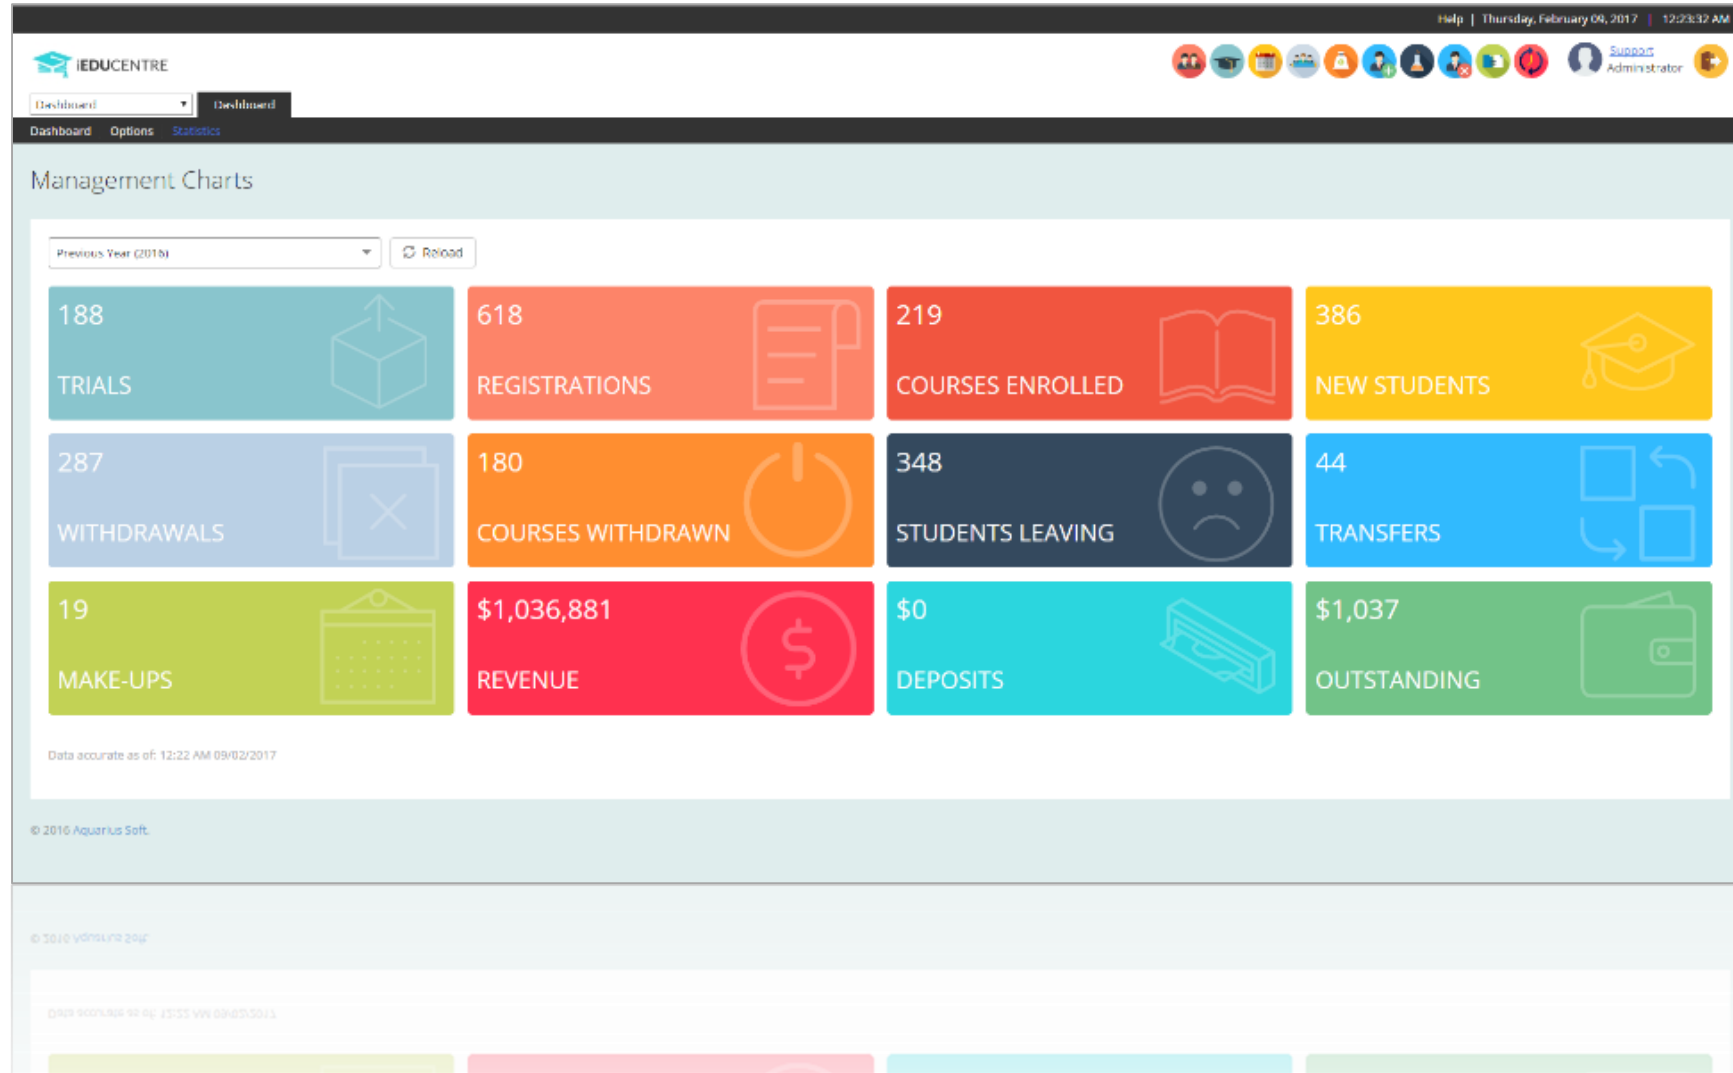 Help | Thursday, February 09, 2017 | 12:23:32 AM
iEDUCENTRE
Support
Administrator
Dashboard Dashboard
Dashboard Options Statistics
Management Charts
Previous Year (2016) Reload
188 618 219 386
TRIALS REGISTRATIONS COURSES ENROLLED NEW STUDENTS
287 180 348 44
WITHDRAWALS COURSES WITHDRAWN STUDENTS LEAVING TRANSFERS
19 $1,036,881 $0 $1,037
MAKE-UPS REVENUE DEPOSITS OUTSTANDING
Data accurate as of: 12:22 AM 09/02/2017
© 2016 Aquarius Soft.